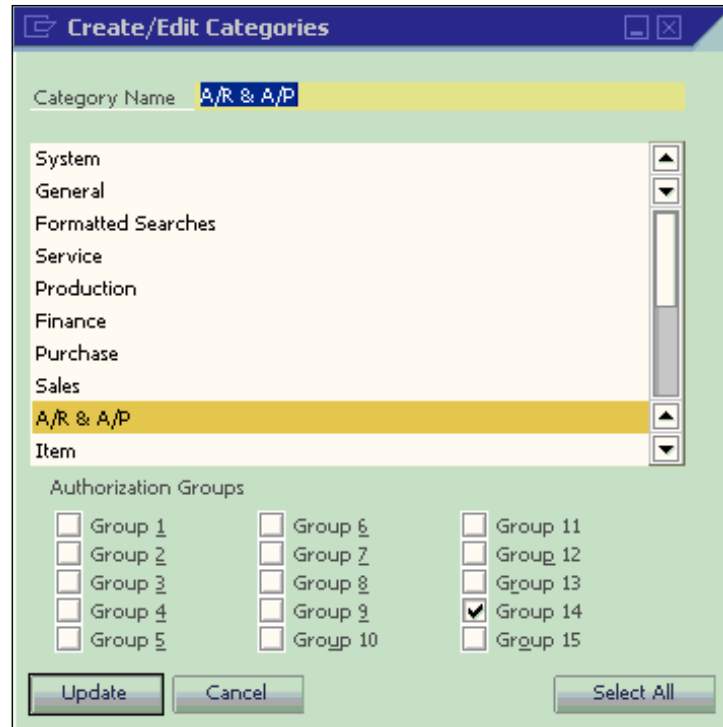 Create/Edit Categories
Category Name A/R & A/P
System
General
Formatted Searches
Service
Production
Finance
Purchase
Sales
A/R & A/P
Item
Authorization Groups
Group 1 Group 6 Group 11
Group 2 Group 7 Group 12
Group 3 Group 8 Group 13
Group 4 Group 9 Group 14
Group 5 Group 10 Group 15
Update Cancel Select All